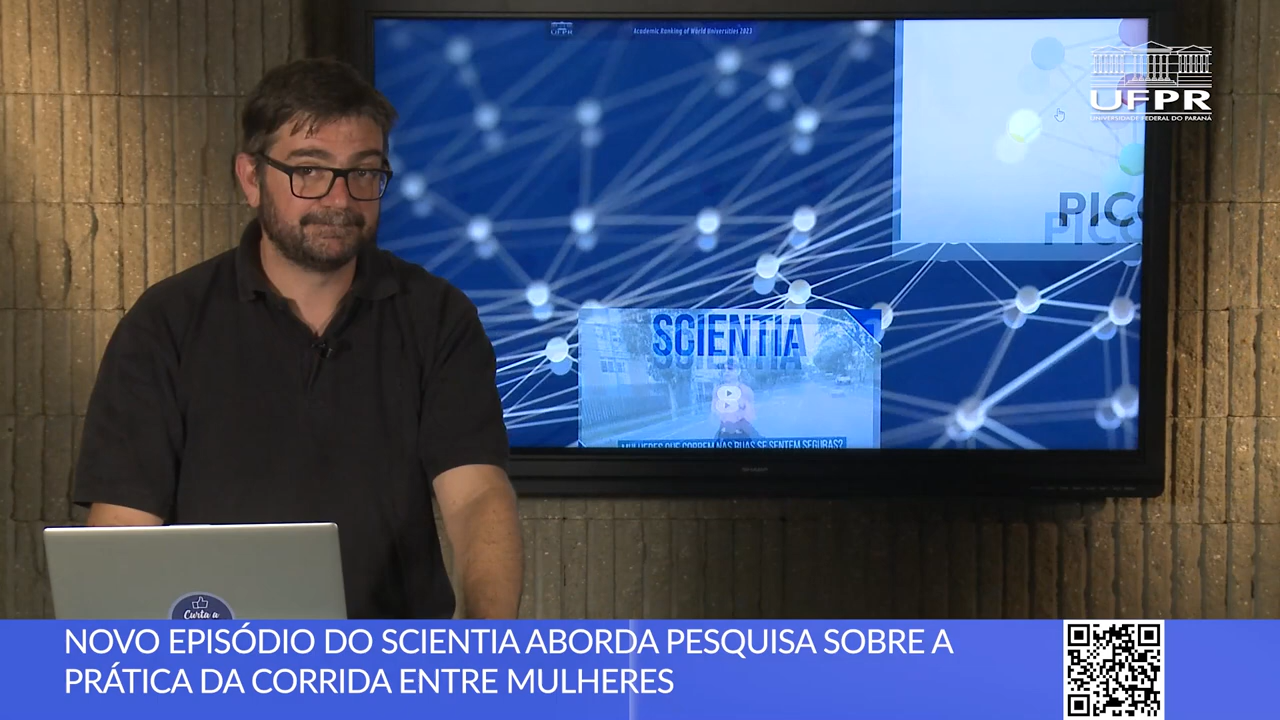 UFPR
Academic Ranking of World Universities 2023
UFPR
UNIVERSIDADE FEDERAL DO PARANÁ
SCIENTIA
MULHERES QUE CORREM NAS RUAS SE SENTEM SEGURAS?
SHARP
Curta a
NOVO EPISÓDIO DO SCIENTIA ABORDA PESQUISA SOBRE A
PRÁTICA DA CORRIDA ENTRE MULHERES